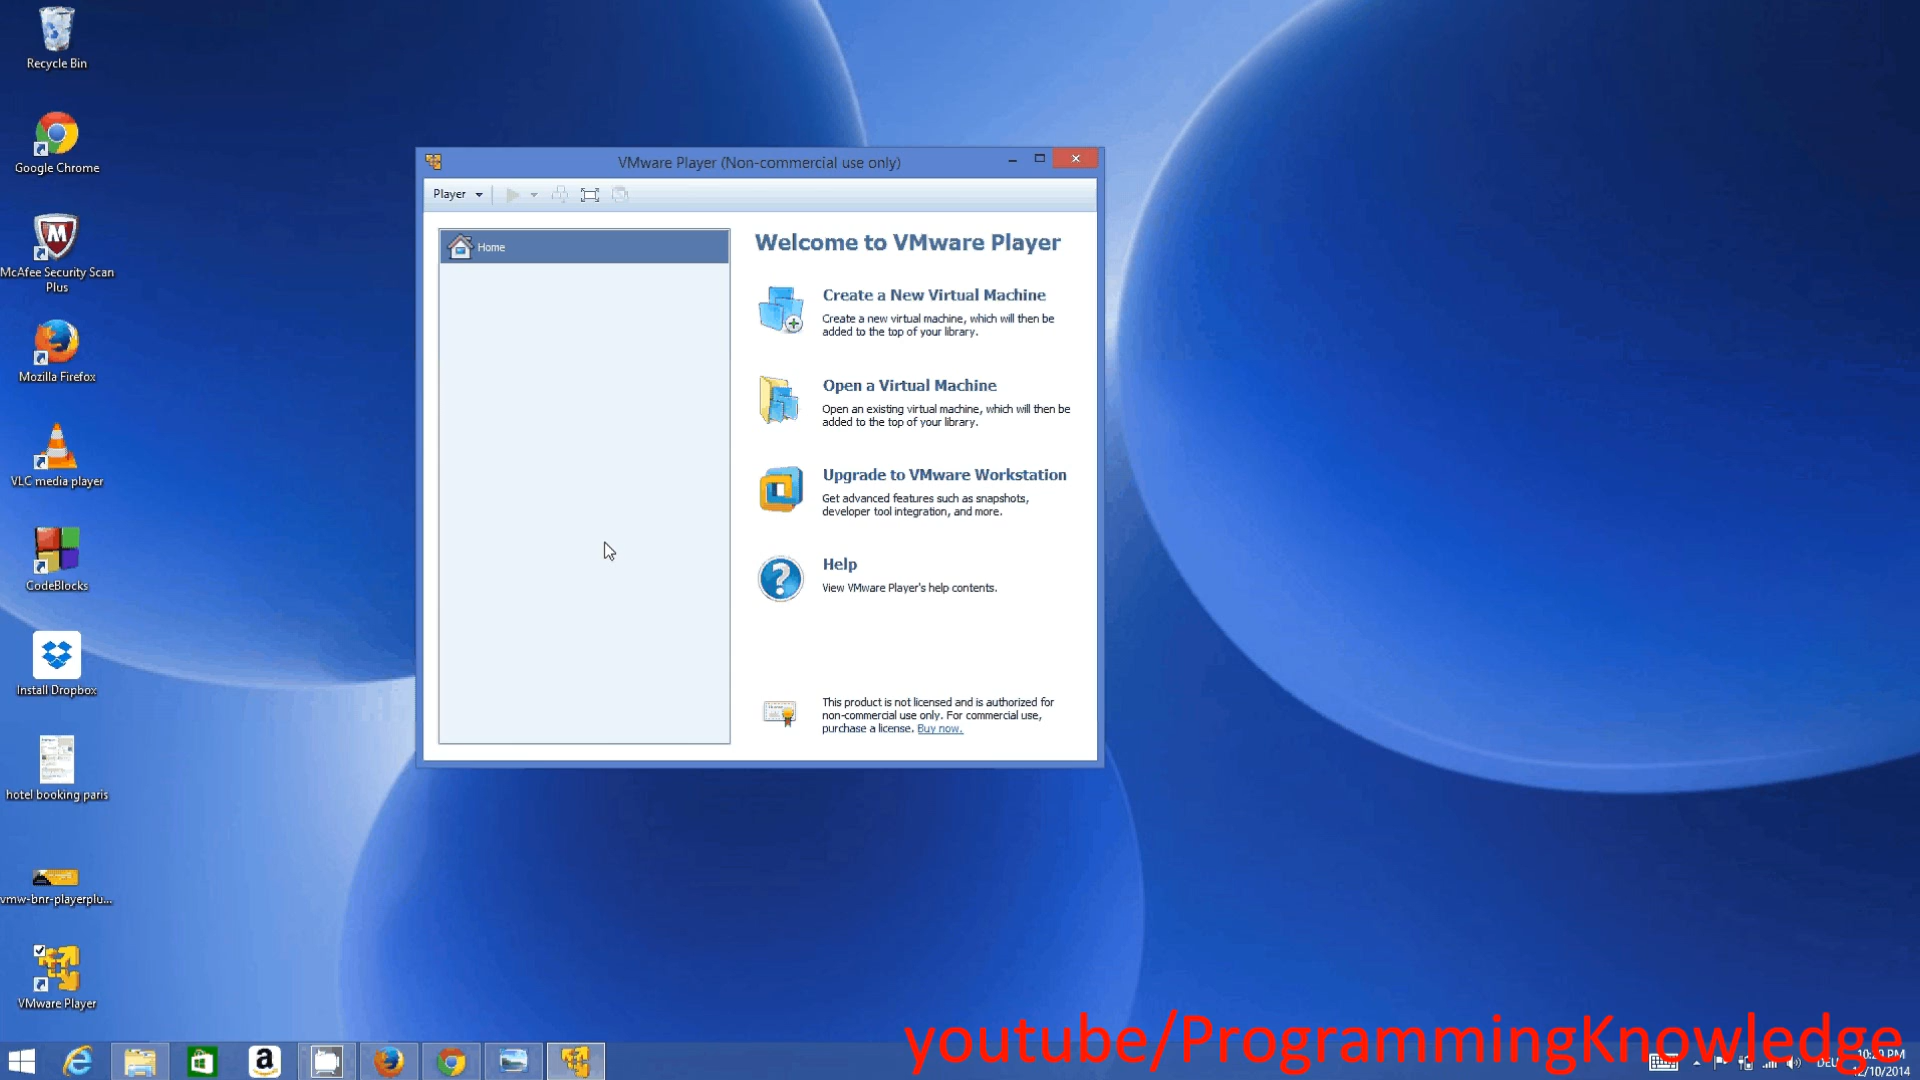 Recycle Bin
Google Chrome
McAfee Security Scan
Plus
Mozilla Firefox
VLC media player
CodeBlocks
Install Dropbox
hotel booking paris
vmw-bnr-playerplu...
VMware Player
VMware Player (Non-commercial use only)
Player
Home
Welcome to VMware Player
Create a New Virtual Machine
Create a new virtual machine, which will then be
added to the top of your library.
Open a Virtual Machine
Open an existing virtual machine, which will then be
added to the top of your library.
Upgrade to VMware Workstation
Get advanced features such as snapshots,
developer tool integration, and more.
Help
View VMware Player's help contents.
This product is not licensed and is authorized for
non-commercial use only. For commercial use,
purchase a license. Buy now.
youtube/ProgrammingKnowledge
12/10/2014